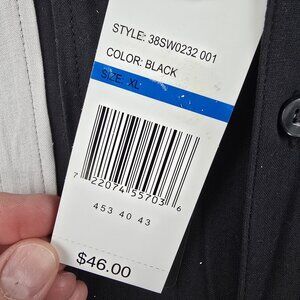 STYLE: 38SW0232 001
COLOR: BLACK
SIZE: XL
7 22074 55703 6
453 40 43
$46.00